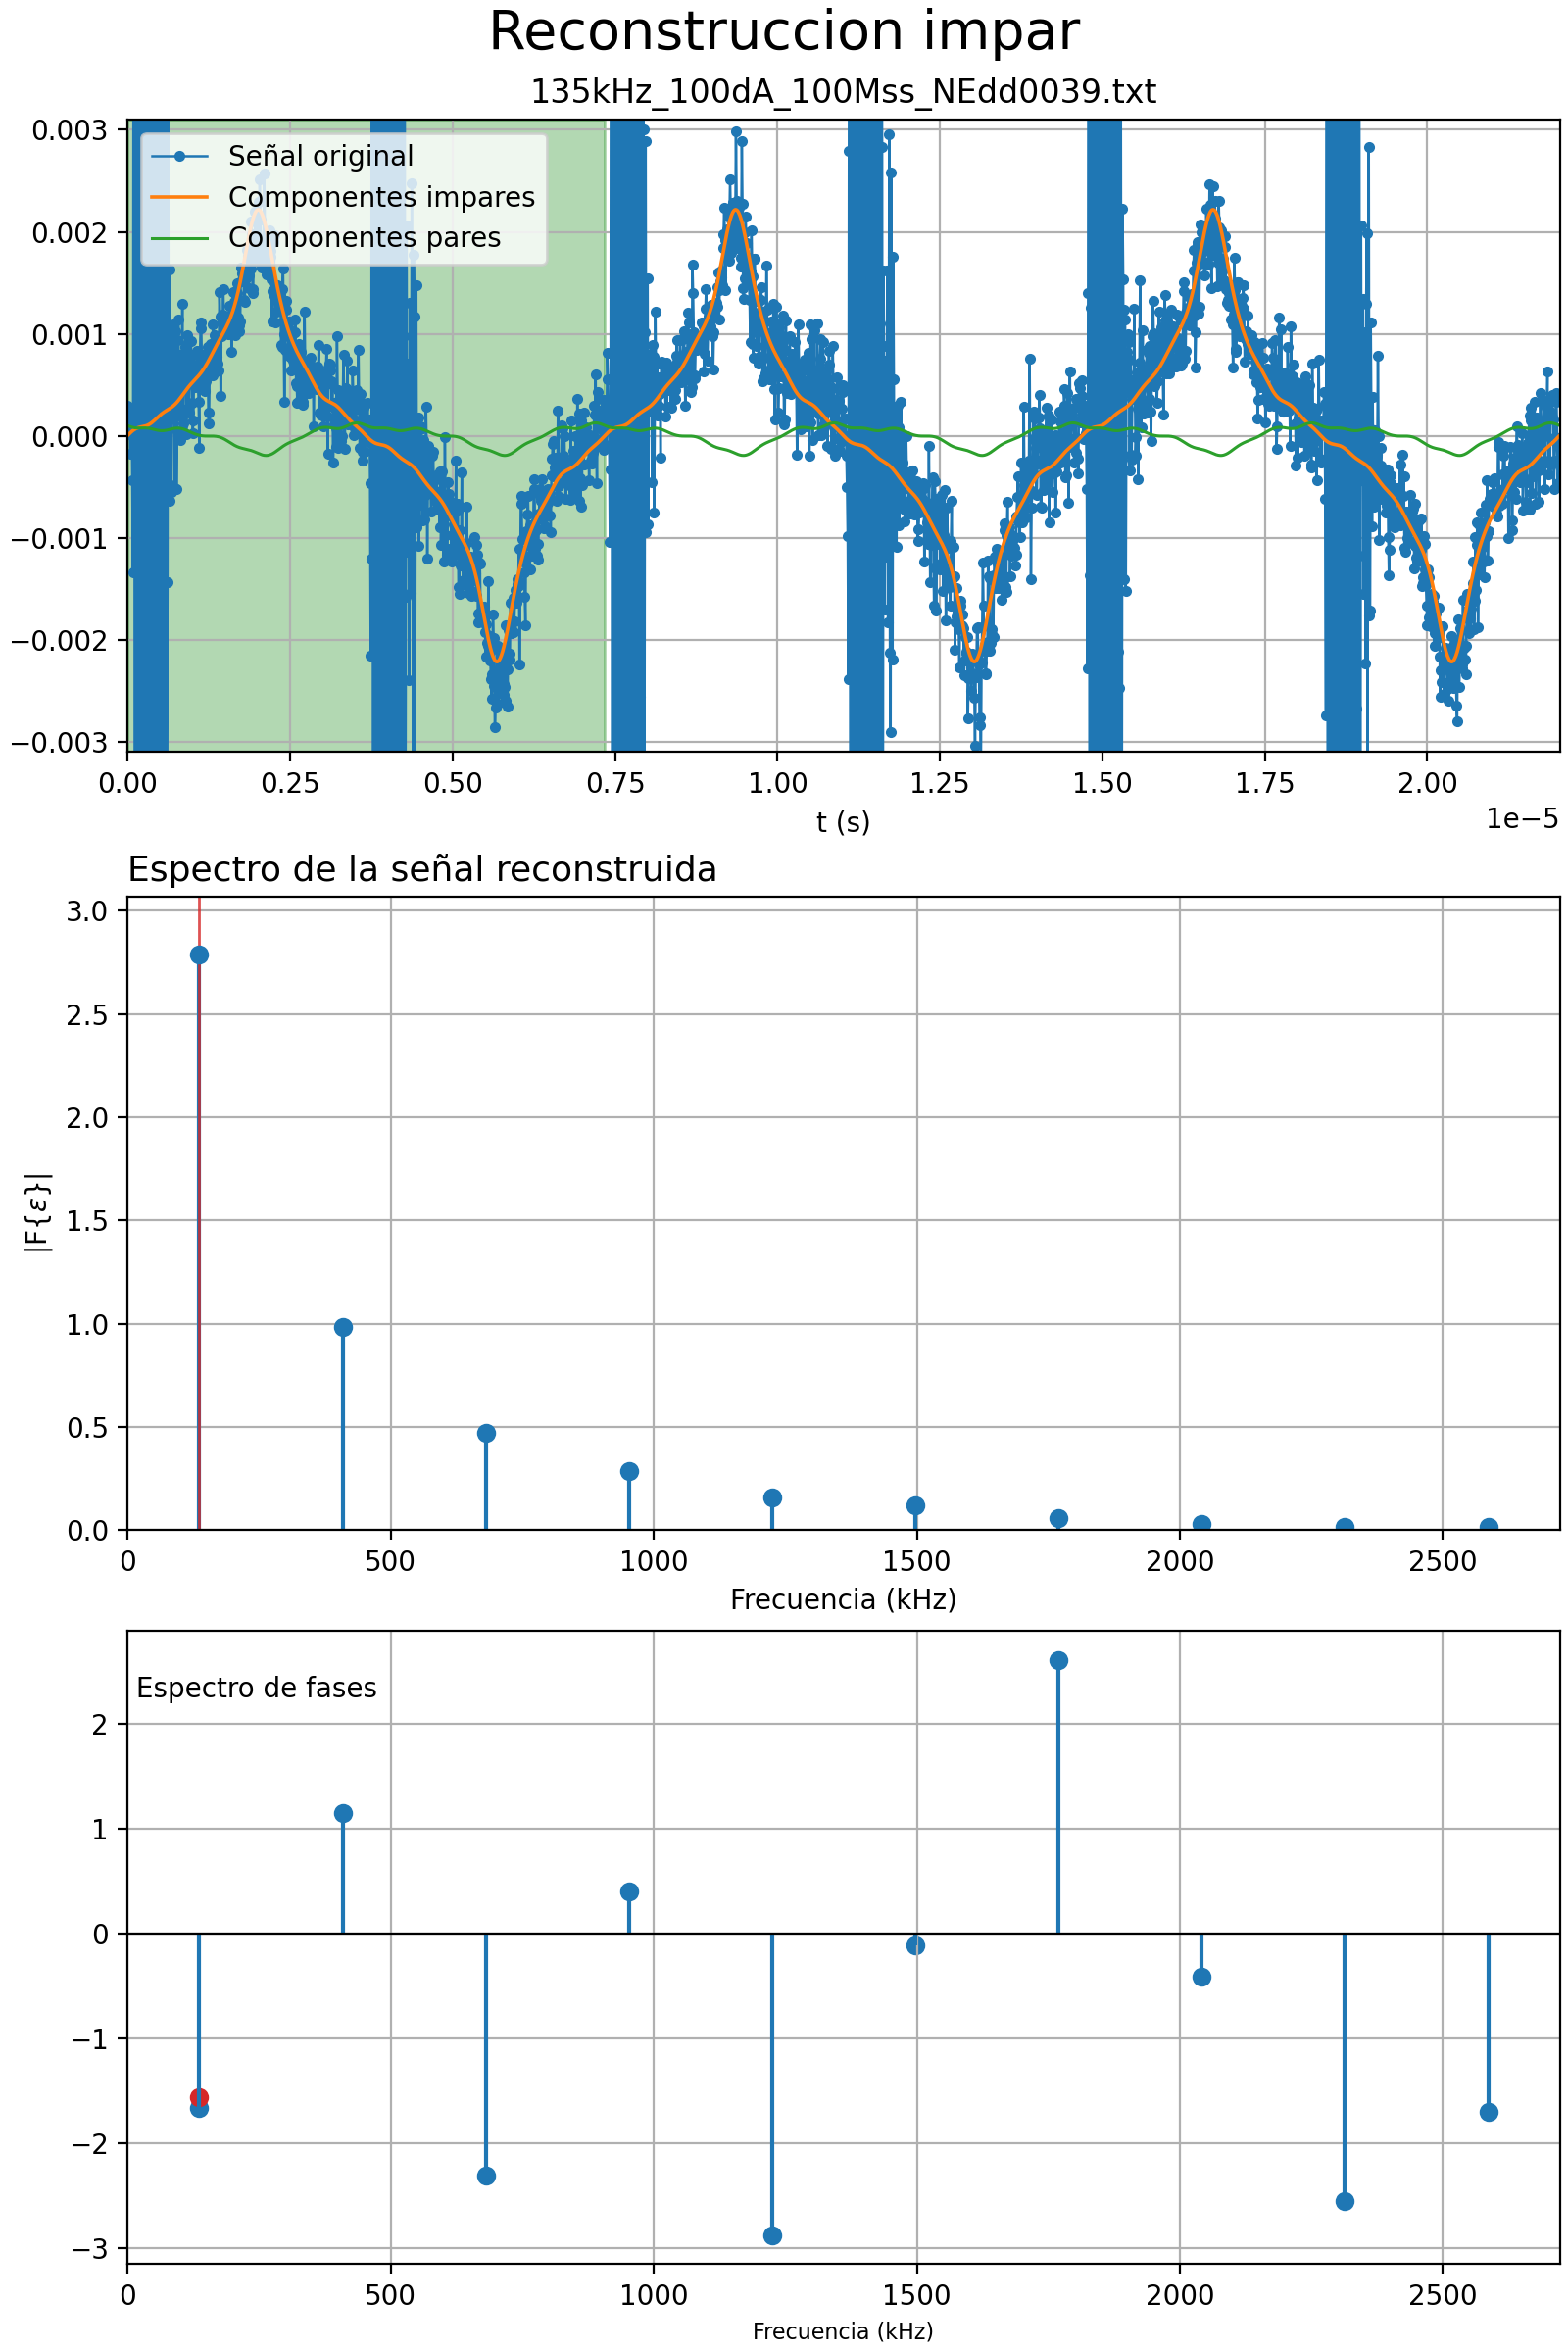 Reconstruccion impar
135kHz_100dA_100Mss_NEdd0039.txt
Señal original
Componentes impares
Componentes pares
0.003
0.002
0.001
0.000
−0.001
−0.002
−0.003
0.00 0.25 0.50 0.75 1.00 1.25 1.50 1.75 2.00
1e−5
t (s)
Espectro de la señal reconstruida
3.0
2.5
2.0
1.5
1.0
0.5
0.0
|F{ε}|
0 500 1000 1500 2000 2500
Frecuencia (kHz)
Espectro de fases
2
1
0
−1
−2
−3
0 500 1000 1500 2000 2500
Frecuencia (kHz)